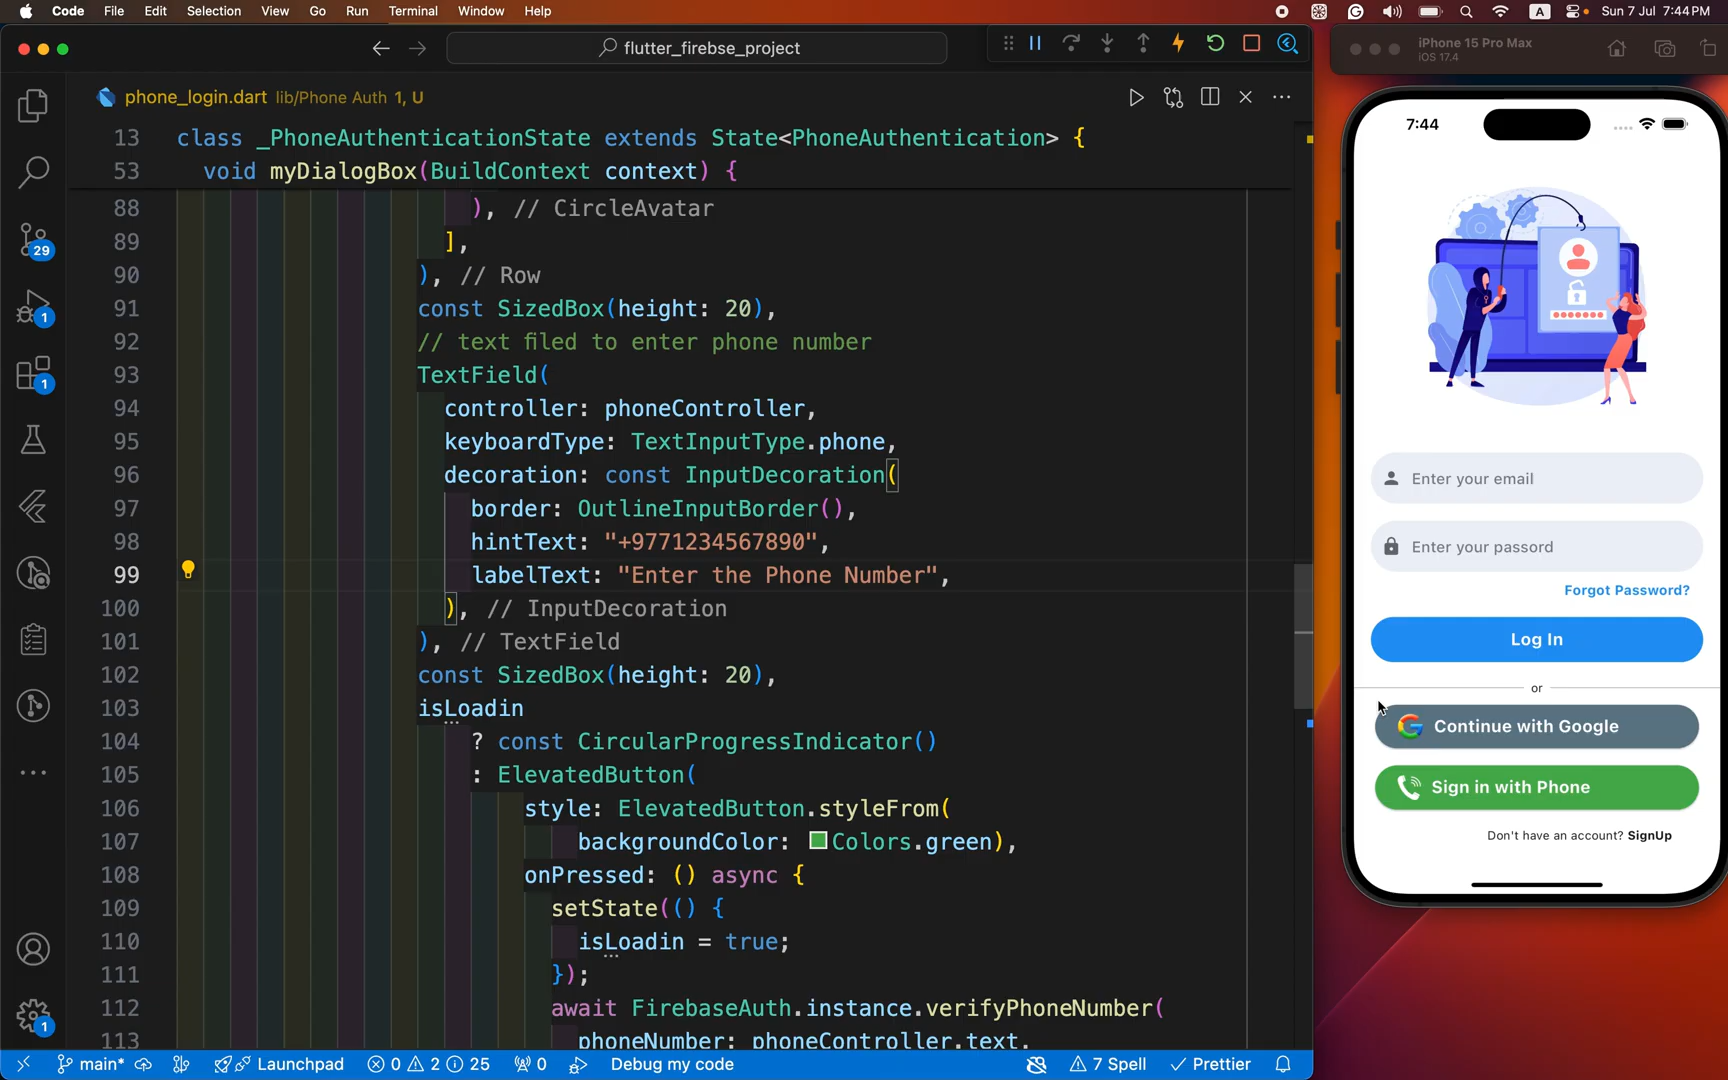 Code File Edit Selection View Go Run Terminal Window Help
A Sun 7 Jul 7:44 PM
flutter_firebse_project
phone_login.dart lib/Phone Auth 1, U
13 class _PhoneAuthenticationState extends State<PhoneAuthentication> {
53 void myDialogBox(BuildContext context) {
88 ), // CircleAvatar
89 ],
90 ), // Row
91 const SizedBox(height: 20),
92 // text filed to enter phone number
93 TextField(
94 controller: phoneController,
95 keyboardType: TextInputType.phone,
96 decoration: const InputDecoration(
97 border: OutlineInputBorder(),
98 hintText: "+9771234567890",
99 labelText: "Enter the Phone Number",
100 ), // InputDecoration
101 ), // TextField
102 const SizedBox(height: 20),
103 isLoadin
104 ? const CircularProgressIndicator()
105 : ElevatedButton(
106 style: ElevatedButton.styleFrom(
107 backgroundColor: Colors.green),
108 onPressed: () async {
109 setState(() {
110 isLoadin = true;
111 });
112 await FirebaseAuth.instance.verifyPhoneNumber(
113 phoneNumber: phoneController.text,
29
1
1
1
main* Launchpad 0 2 25 0 Debug my code 7 Spell Prettier
iPhone 15 Pro Max
iOS 17.4
7:44
Enter your email
Enter your passord
Forgot Password?
Log In
or
Continue with Google
Sign in with Phone
Don't have an account? SignUp